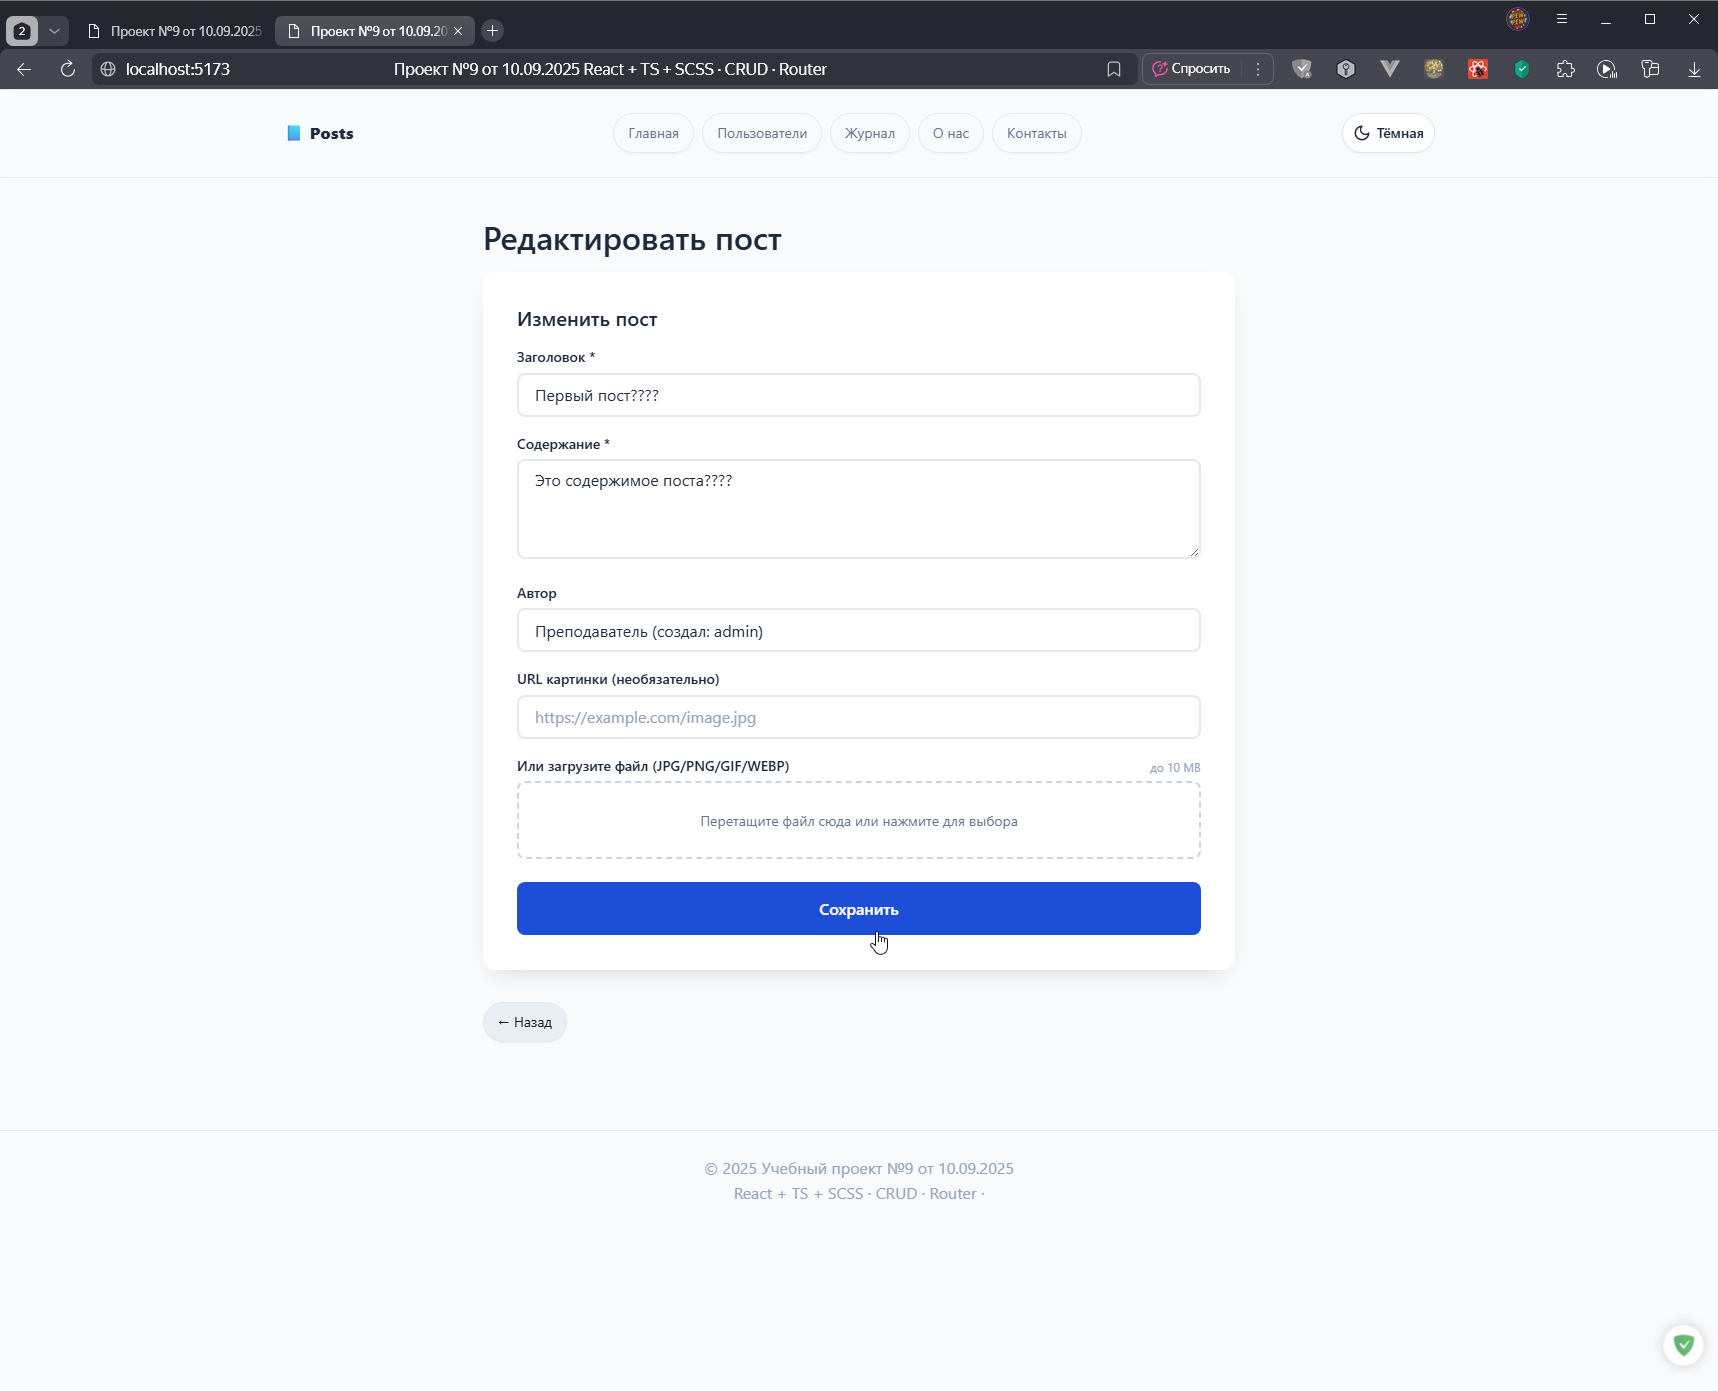 2
Проект №9 от 10.09.2025
Проект №9 от 10.09.20
localhost:5173
Проект №9 от 10.09.2025 React + TS + SCSS · CRUD · Router
Спросить
Posts
Главная
Пользователи
Журнал
О нас
Контакты
Тёмная
Редактировать пост
Изменить пост
Заголовок *
Первый пост????
Содержание *
Это содержимое поста????
Автор
Преподаватель (создал: admin)
URL картинки (необязательно)
https://example.com/image.jpg
Или загрузите файл (JPG/PNG/GIF/WEBP)
до 10 MB
Перетащите файл сюда или нажмите для выбора
Сохранить
← Назад
© 2025 Учебный проект №9 от 10.09.2025
React + TS + SCSS · CRUD · Router ·